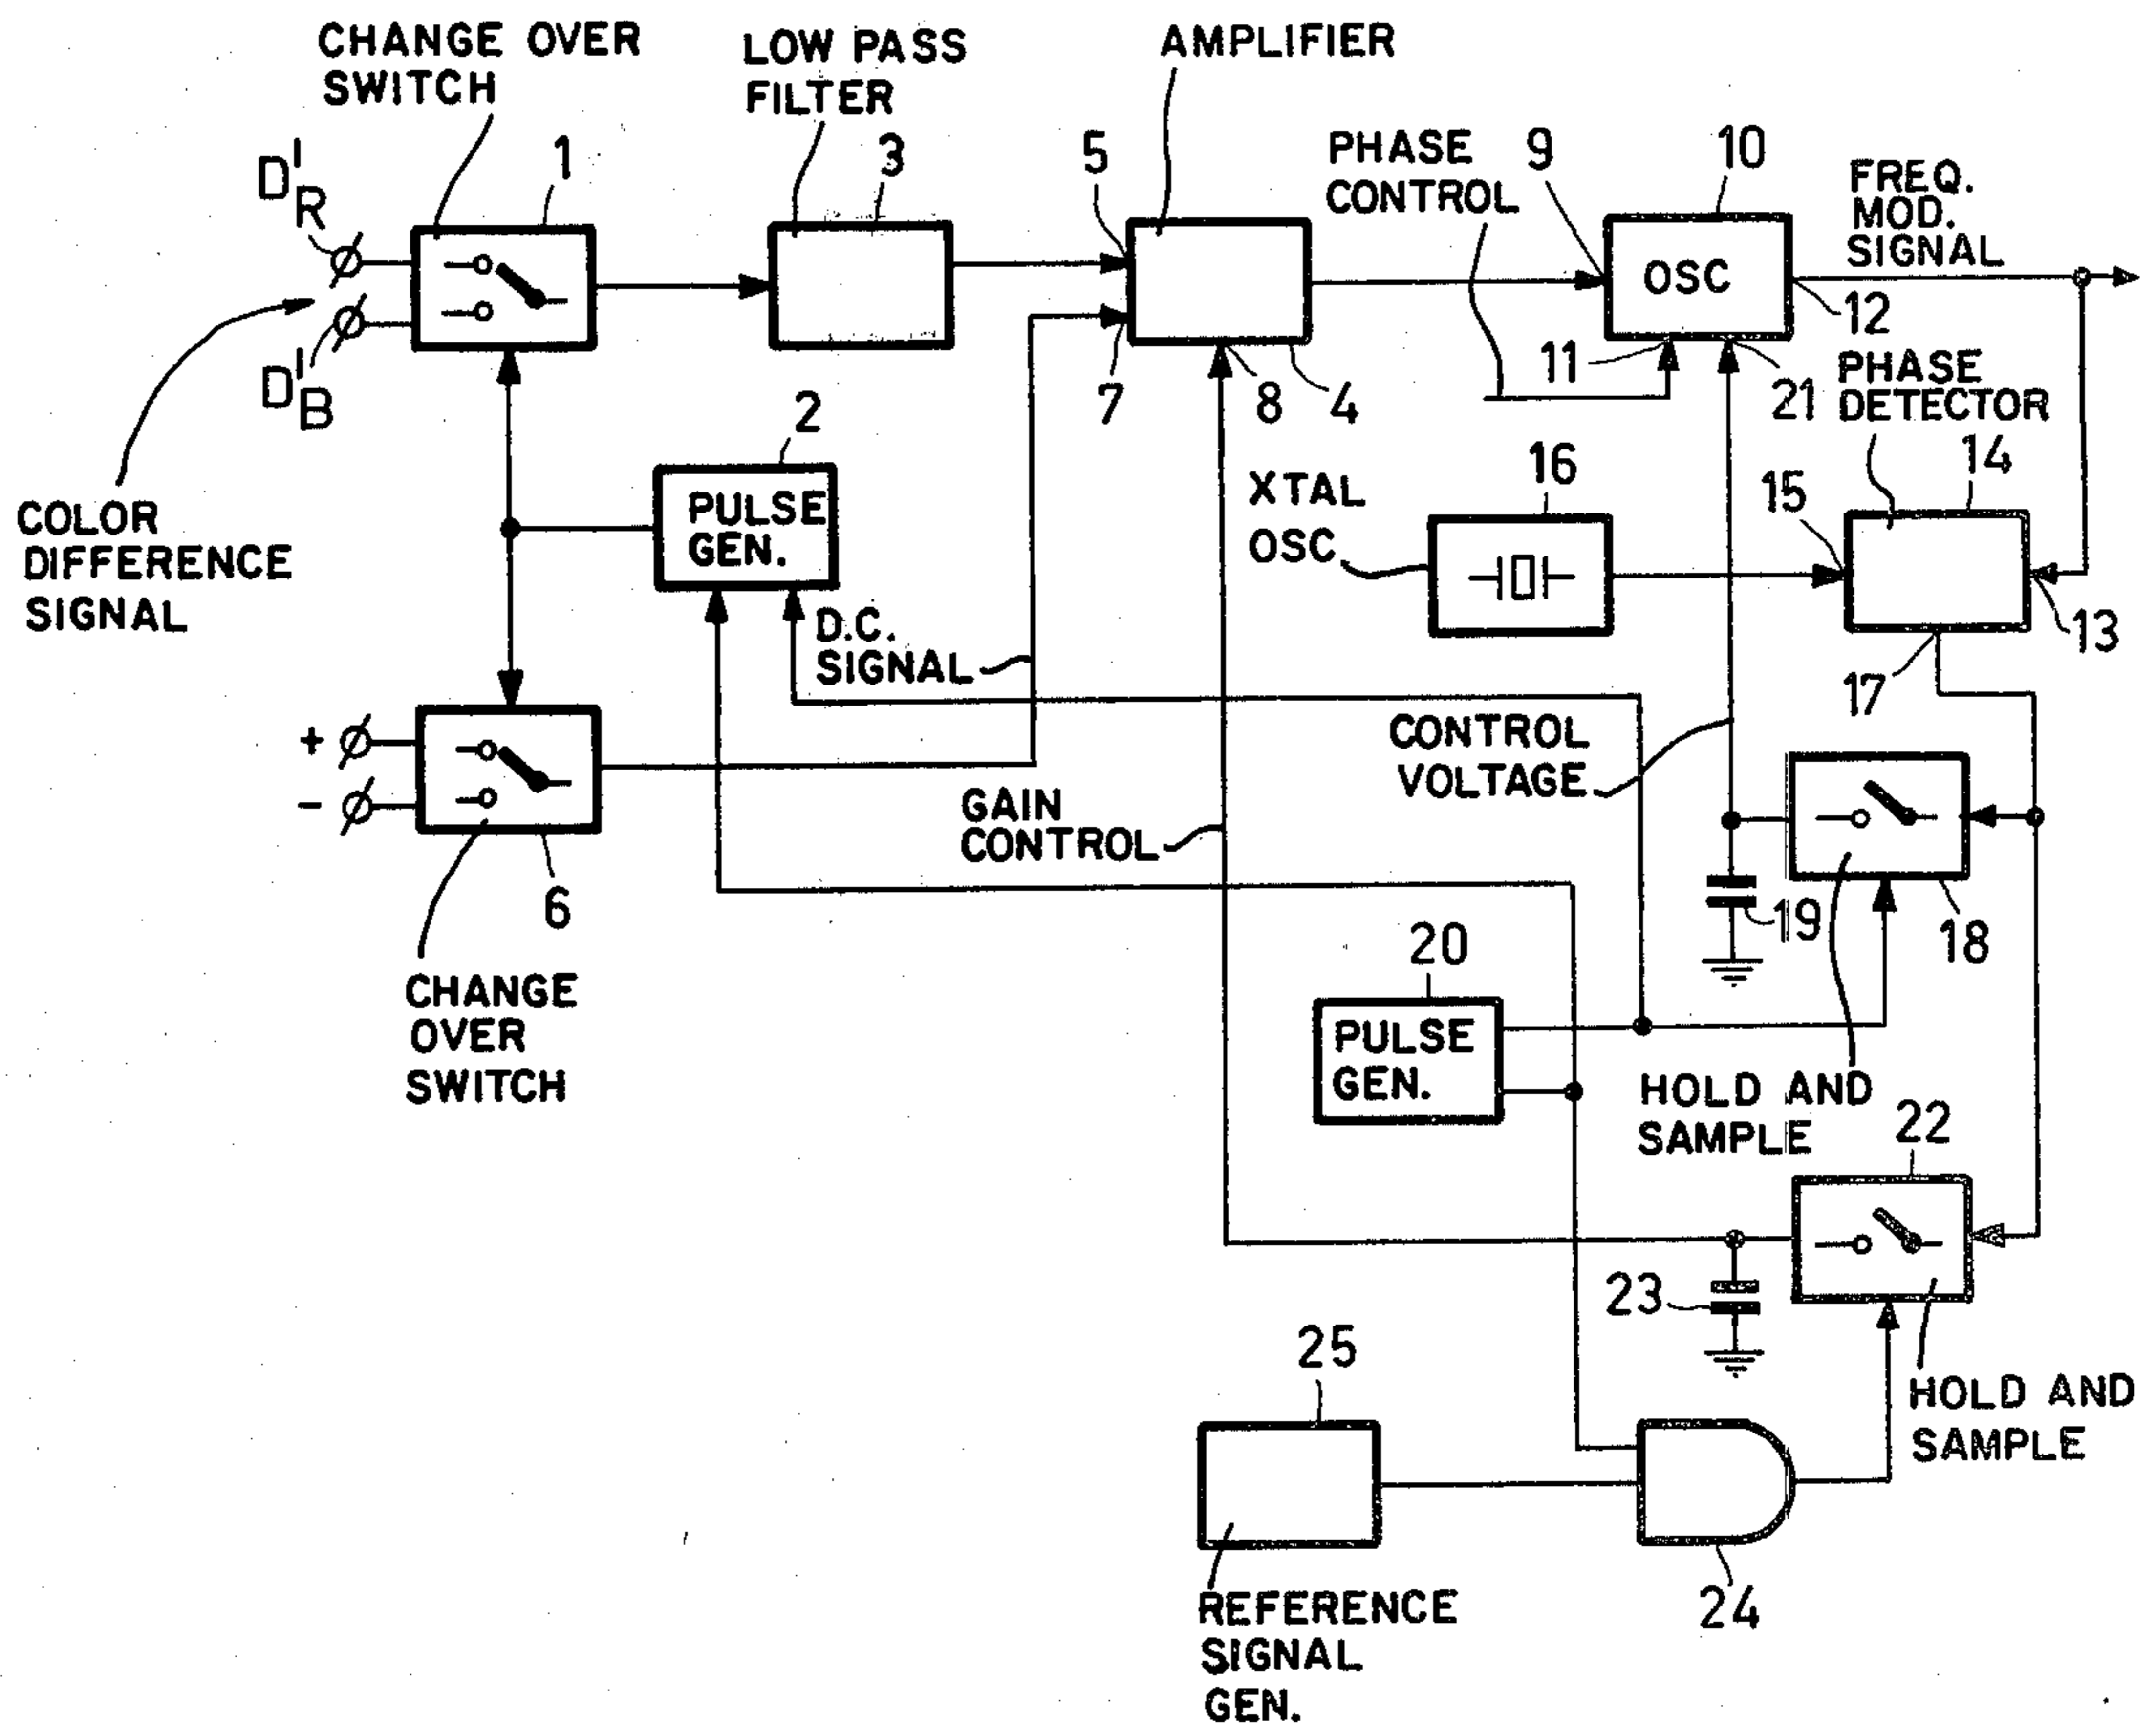 CHANGE OVER
SWITCH
LOW PASS
FILTER
AMPLIFIER
1
3
5
PHASE
CONTROL
9
10
FREQ.
MOD.
SIGNAL
D'R
D'B
OSC
12
11
21
7
8
4
PHASE
DETECTOR
14
2
PULSE
GEN.
COLOR
DIFFERENCE
SIGNAL
XTAL
OSC
16
15
13
17
D.C.
SIGNAL
+
-
6
CONTROL
VOLTAGE
GAIN
CONTROL
19
18
CHANGE
OVER
SWITCH
20
PULSE
GEN.
HOLD AND
SAMPLE
22
23
HOLD AND
SAMPLE
25
24
REFERENCE
SIGNAL
GEN.